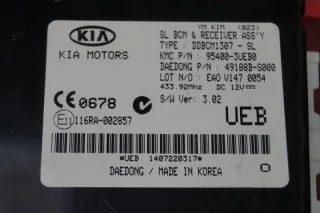 YM KIM (823)
SL BCM & RECEIVER ASS'Y
KIA
TYPE : DDBCM1307 - SL
KIA MOTORS
KMC P/N : 95400-3UEB0
DAEDONG P/N : 49188B-S000
LOT N/O : EAO V147 0054
433.92MHz DC 12V
CE 0678
S/W Ver: 3.02
E11 116RA-002857
UEB
*UEB 1407220317*
DAEDONG / MADE IN KOREA